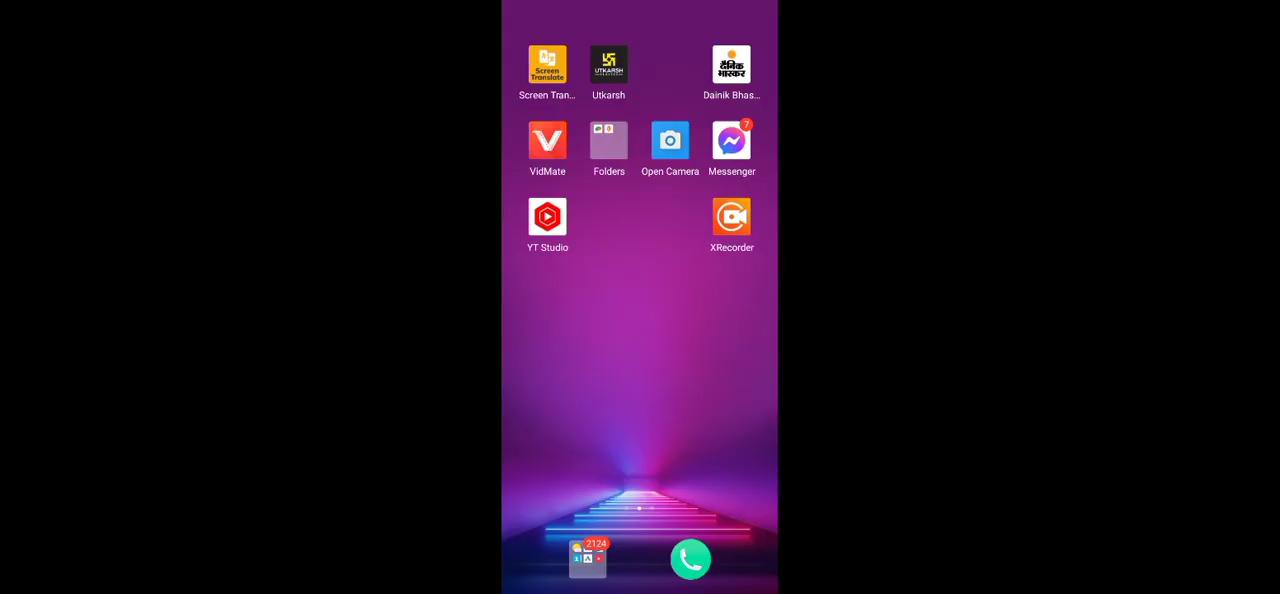 Screen
Translate
UTKARSH
दैनिक
भास्कर
Screen Tran...
Utkarsh
Dainik Bhas...
7
VidMate
Folders
Open Camera
Messenger
YT Studio
XRecorder
2124